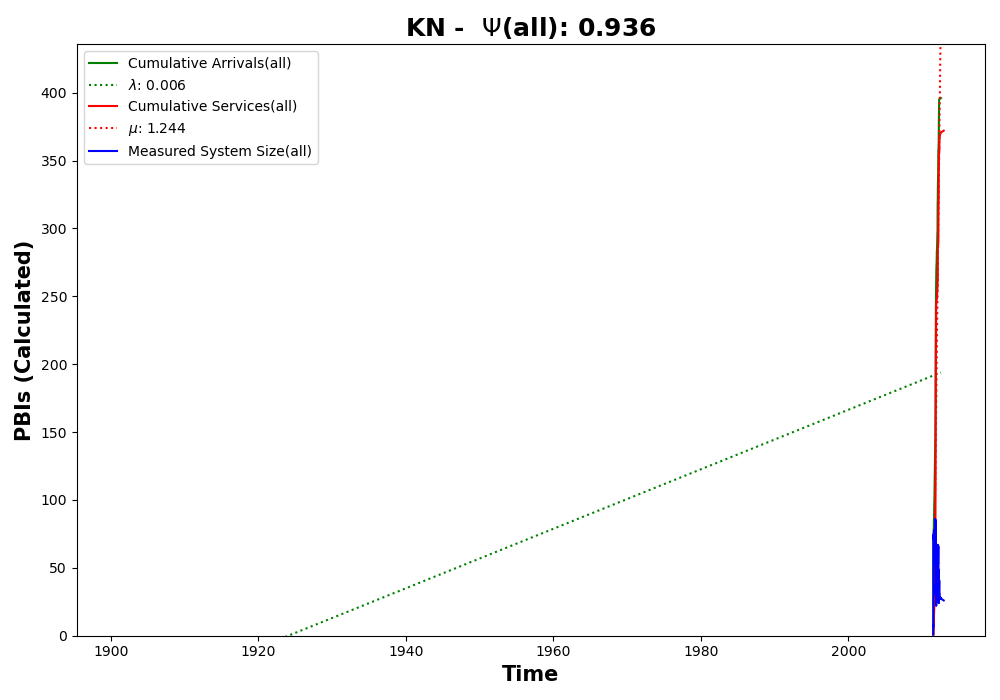 KN -  Ψ(all): 0.936
Cumulative Arrivals(all)
λ: 0.006
Cumulative Services(all)
μ: 1.244
Measured System Size(all)
PBIs (Calculated)
400
350
300
250
200
150
100
50
0
1900 1920 1940 1960 1980 2000
Time